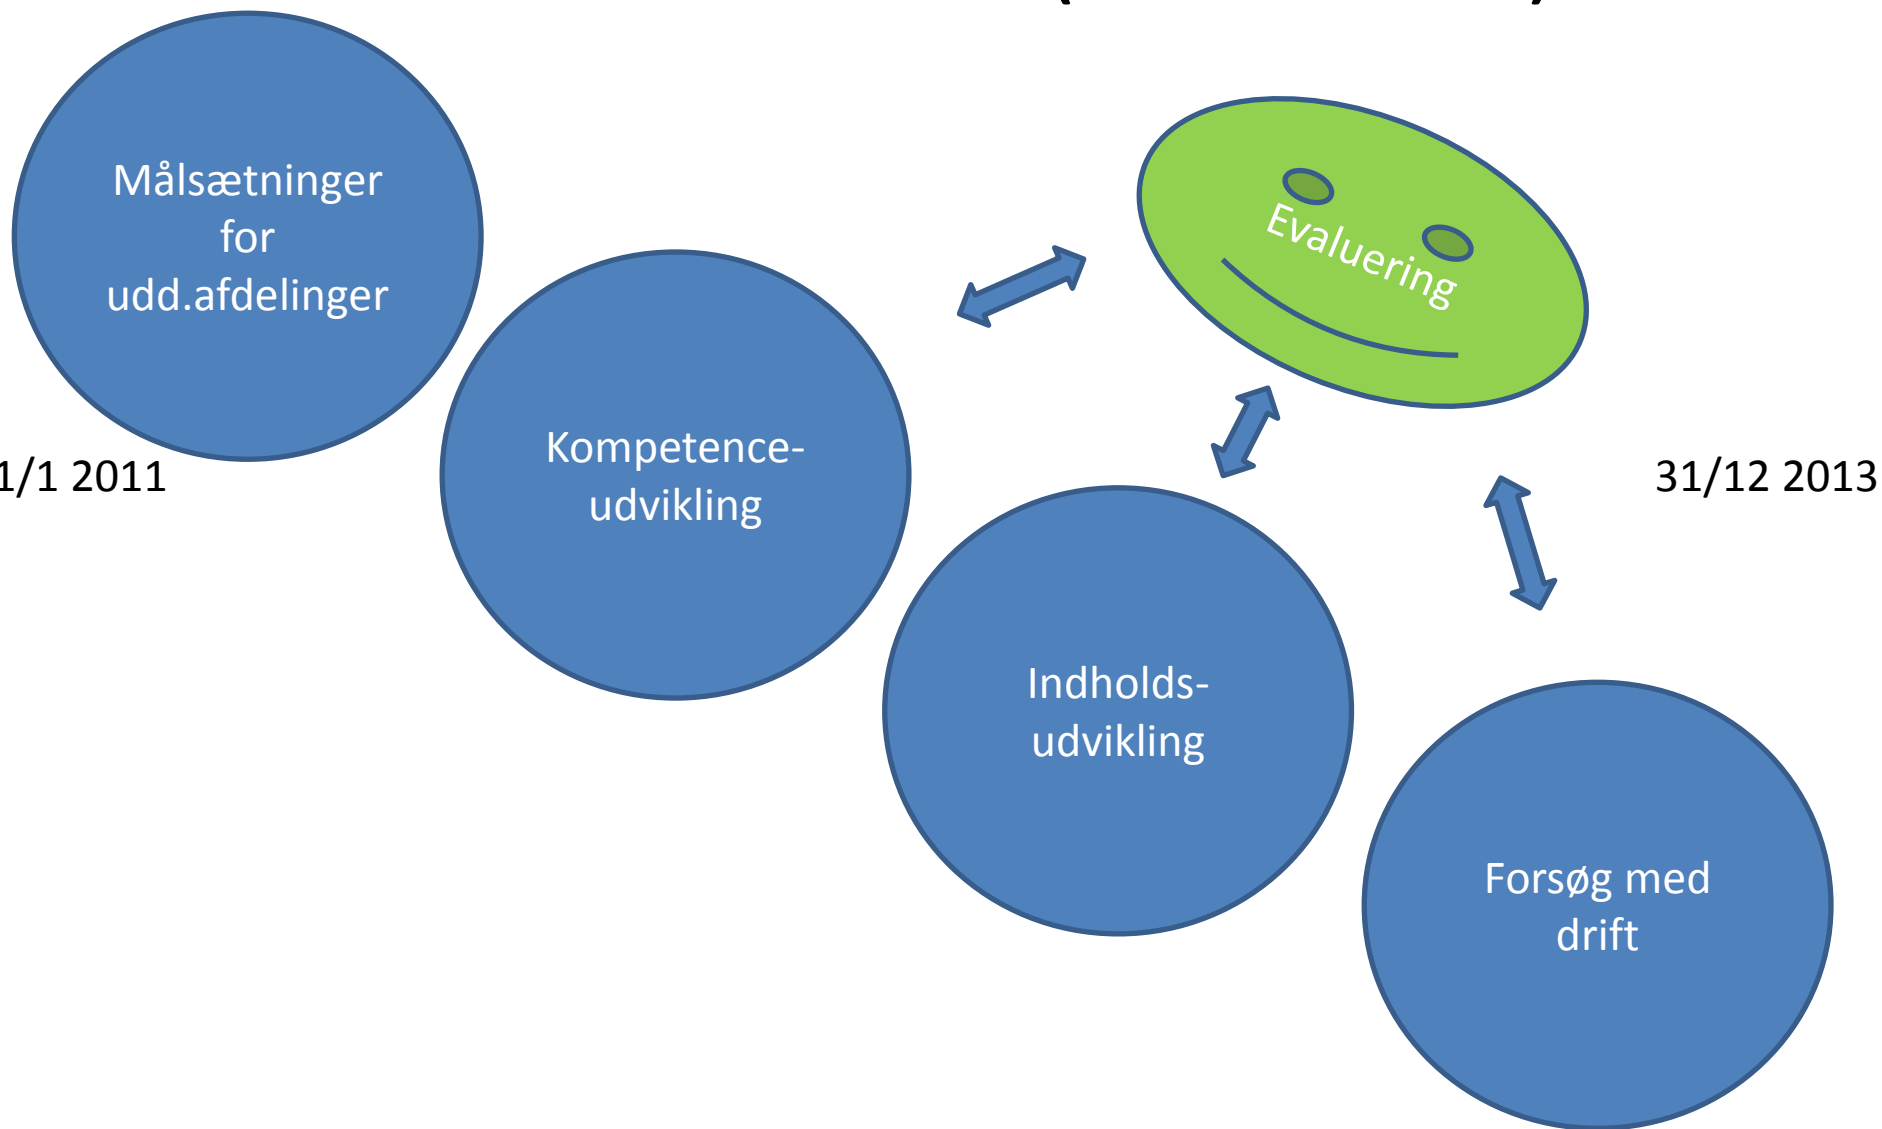 Målsætninger
for
udd.afdelinger
Evaluering
Kompetence-
udvikling
1/1 2011
31/12 2013
Indholds-
udvikling
Forsøg med
drift